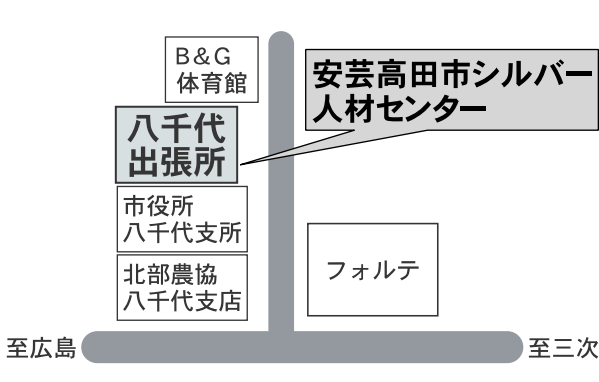 B&G
体育館
安芸高田市シルバー
人材センター
八千代
出張所
市役所
八千代支所
北部農協
八千代支店
フォルテ
至広島
至三次